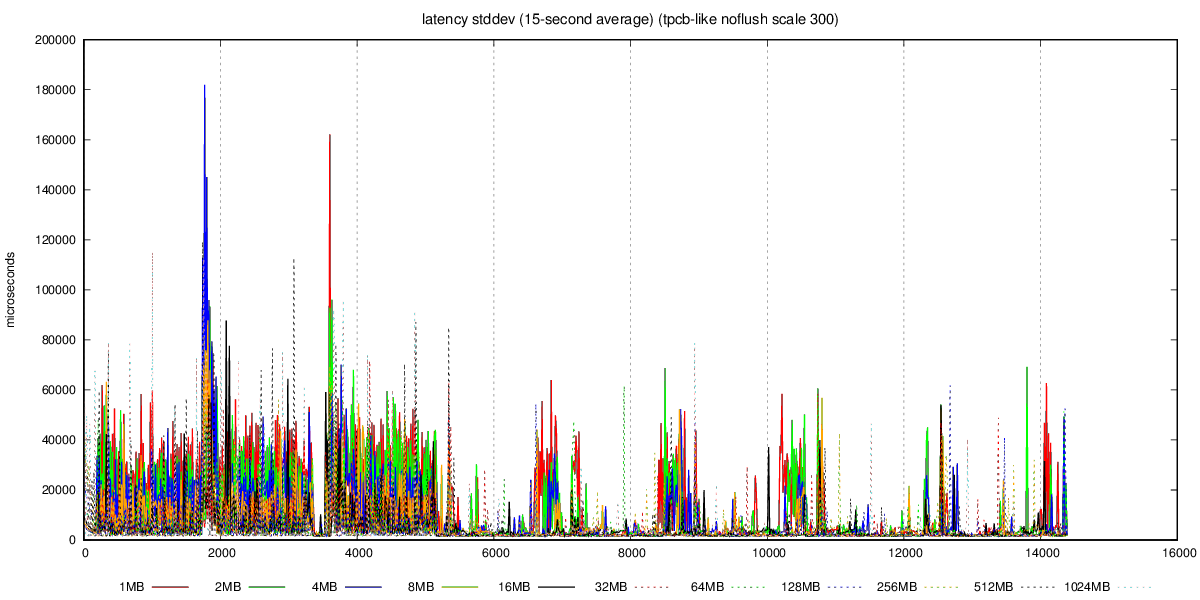 latency stddev (15-second average) (tpcb-like noflush scale 300)
200000
180000
160000
140000
120000
100000
80000
60000
40000
20000
0
microseconds
0 2000 4000 6000 8000 10000 12000 14000 16000
1MB 2MB 4MB 8MB 16MB 32MB 64MB 128MB 256MB 512MB 1024MB